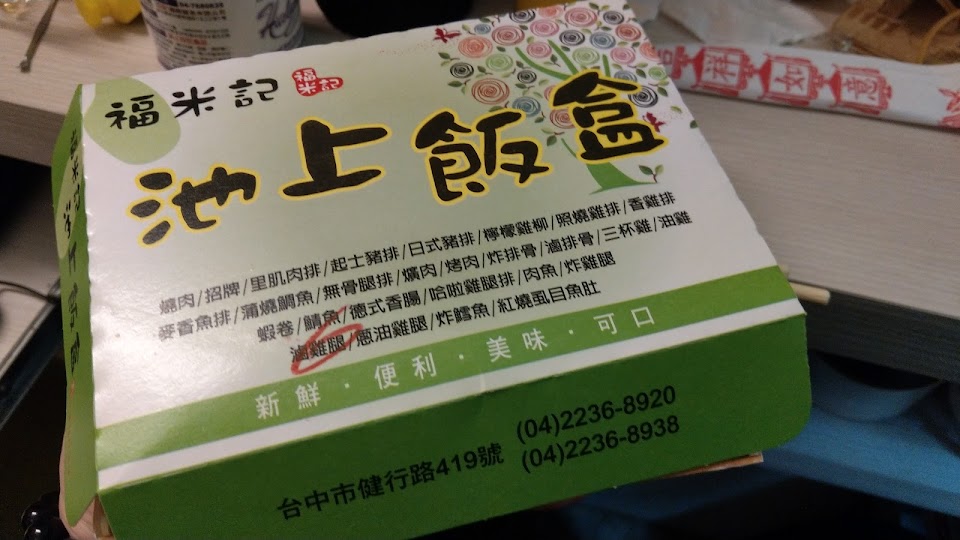 福米記
福米記
池上飯盒
燒肉/招牌/里肌肉排/起士豬排/日式豬排/檸檬雞柳/照燒雞排/香雞排
麥香魚排/蒲燒鯛魚/無骨腿排/爌肉/烤肉/炸排骨/滷排骨/三杯雞/油雞
蝦卷/鯖魚/德式香腸/哈啦雞腿排/肉魚/炸雞腿
滷雞腿/蔥油雞腿/炸鱈魚/紅燒虱目魚肚
新鮮·便利·美味·可口
台中市健行路419號
(04)2236-8920
(04)2236-8938
如意